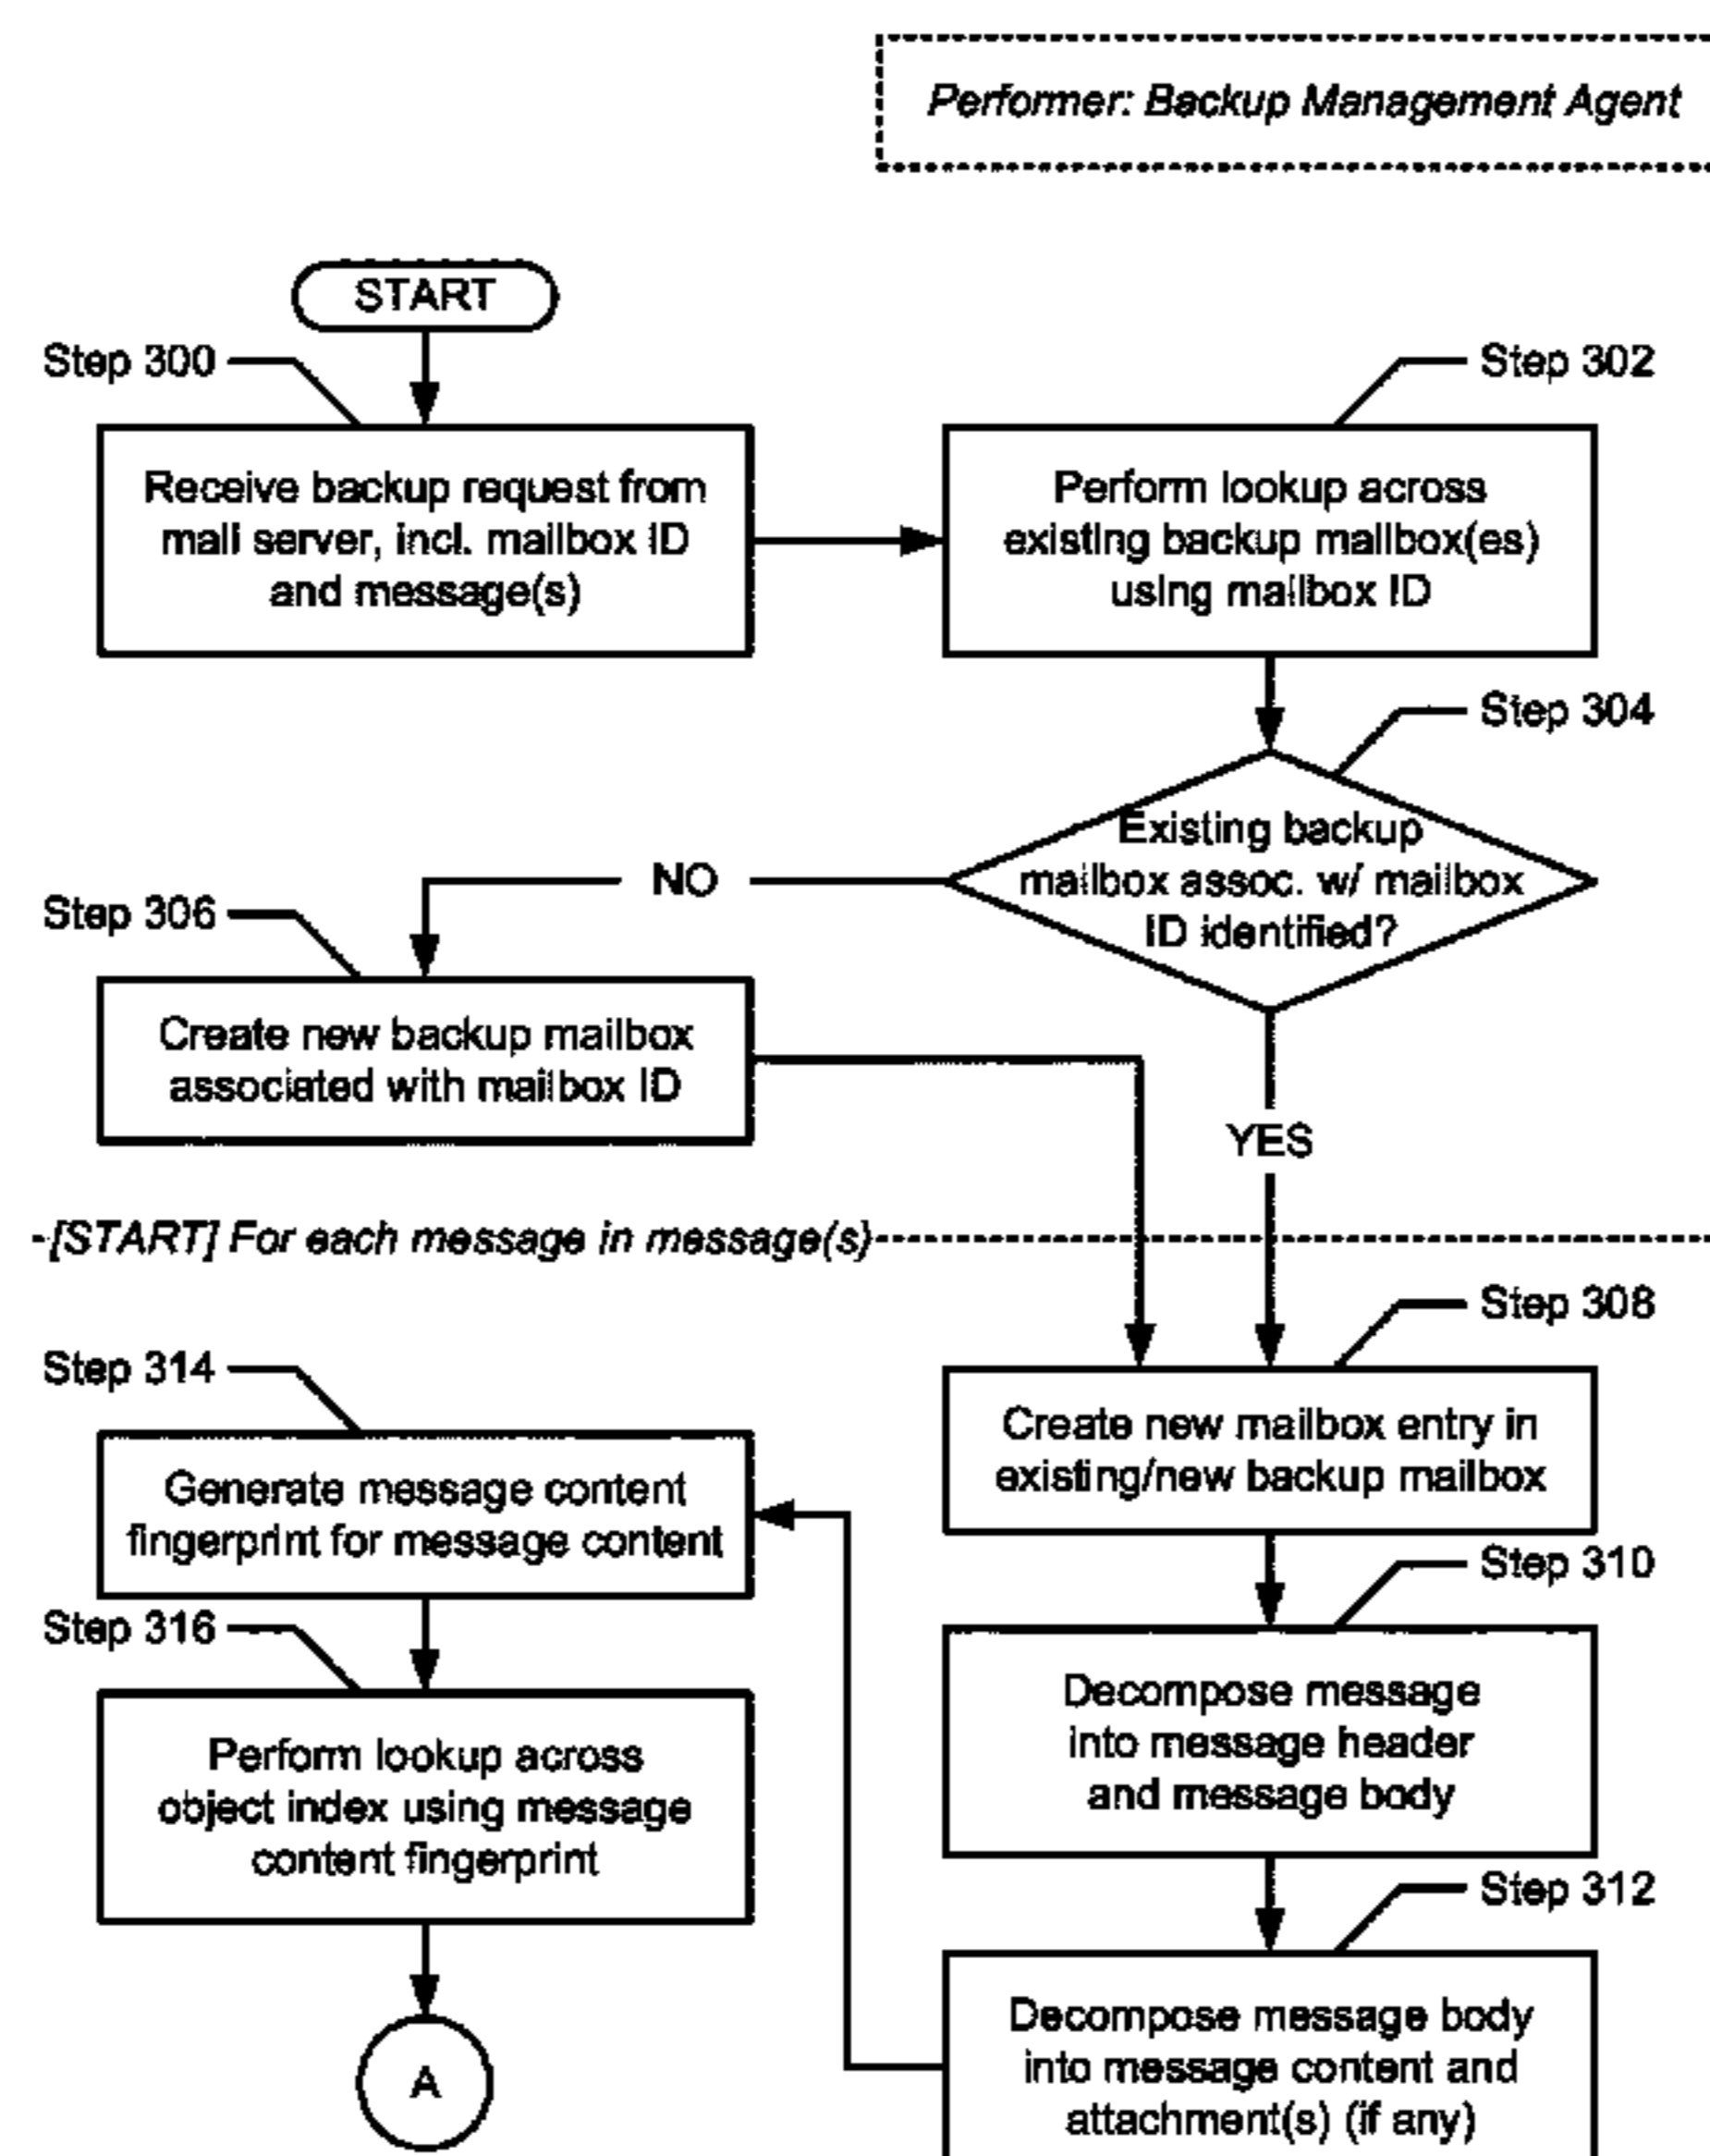 Performer: Backup Management Agent
START
Step 300
Receive backup request from
mail server, incl. mailbox ID
and message(s)
Step 302
Perform lookup across
existing backup mailbox(es)
using mailbox ID
Step 304
Existing backup
mailbox assoc. w/ mailbox
ID identified?
NO
Step 306
Create new backup mailbox
associated with mailbox ID
YES
[START] For each message in message(s)
Step 308
Create new mailbox entry in
existing/new backup mailbox
Step 310
Decompose message
into message header
and message body
Step 312
Decompose message body
into message content and
attachment(s) (if any)
Step 314
Generate message content
fingerprint for message content
Step 316
Perform lookup across
object index using message
content fingerprint
A